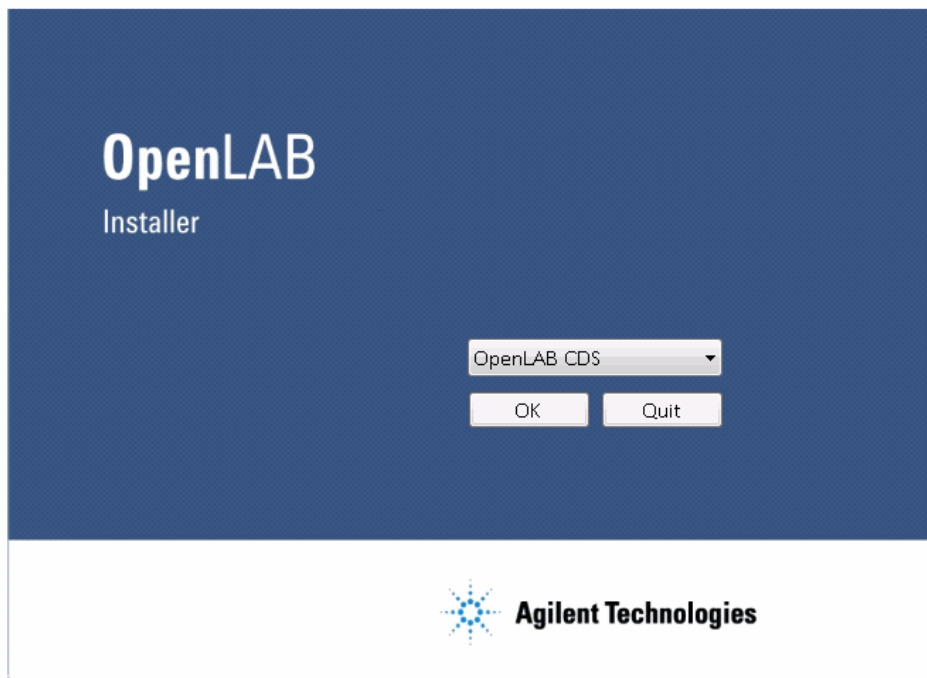 OpenLAB
Installer
OpenLAB CDS
OK
Quit
Agilent Technologies